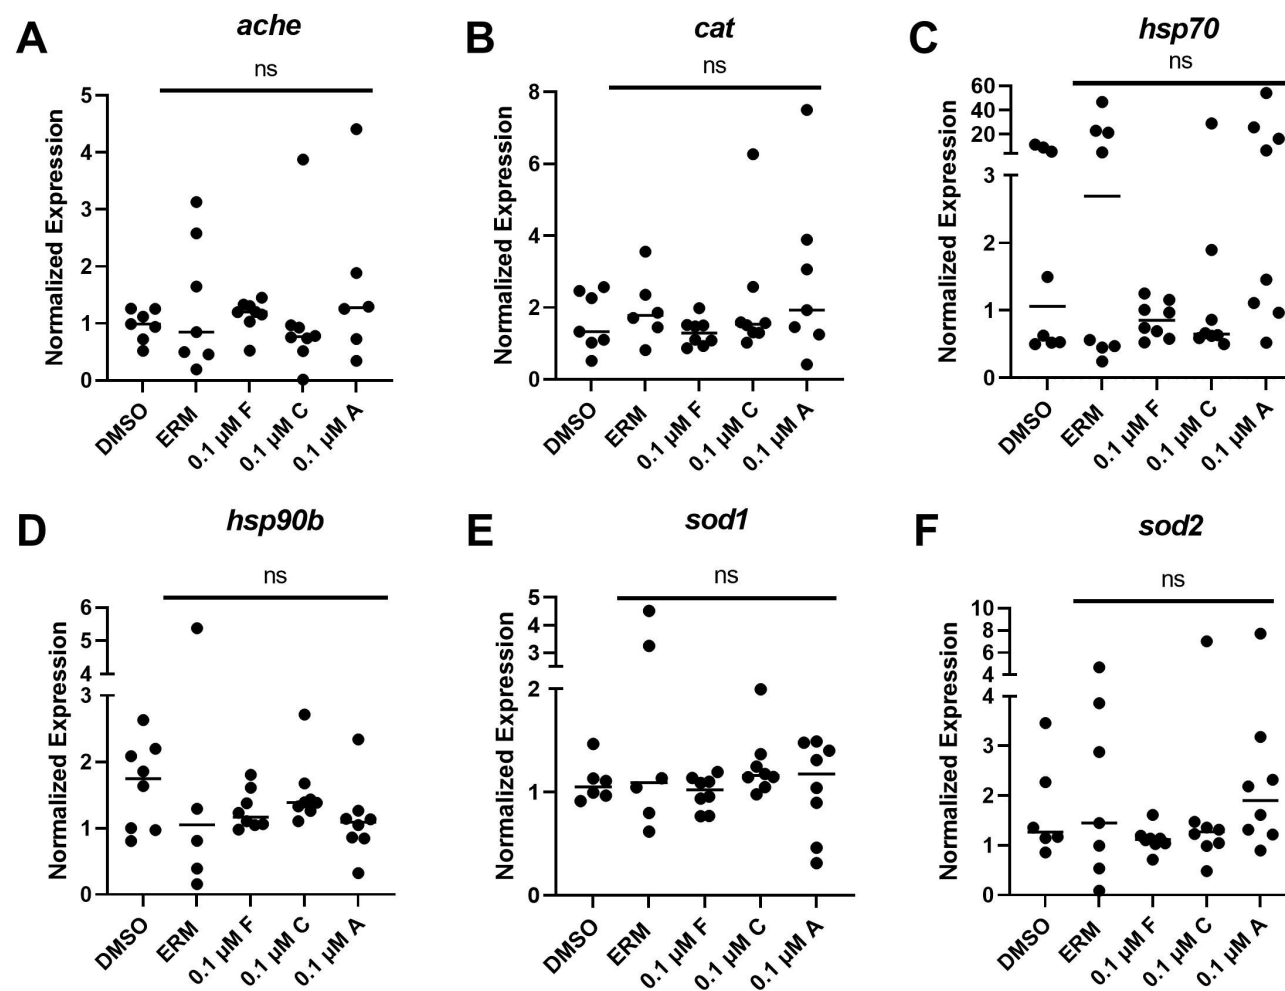 A
ache
ns
Normalized Expression
5
4
3
2
1
0
DMSO
ERM
0.1 µM F
0.1 µM C
0.1 µM A
B
cat
ns
Normalized Expression
8
6
4
2
0
DMSO
ERM
0.1 µM F
0.1 µM C
0.1 µM A
C
hsp70
ns
Normalized Expression
60
40
20
3
2
1
0
DMSO
ERM
0.1 µM F
0.1 µM C
0.1 µM A
D
hsp90b
ns
Normalized Expression
6
5
4
3
2
1
0
DMSO
ERM
0.1 µM F
0.1 µM C
0.1 µM A
E
sod1
ns
Normalized Expression
5
4
3
2
1
0
DMSO
ERM
0.1 µM F
0.1 µM C
0.1 µM A
F
sod2
ns
Normalized Expression
10
8
6
4
4
3
2
1
0
DMSO
ERM
0.1 µM F
0.1 µM C
0.1 µM A